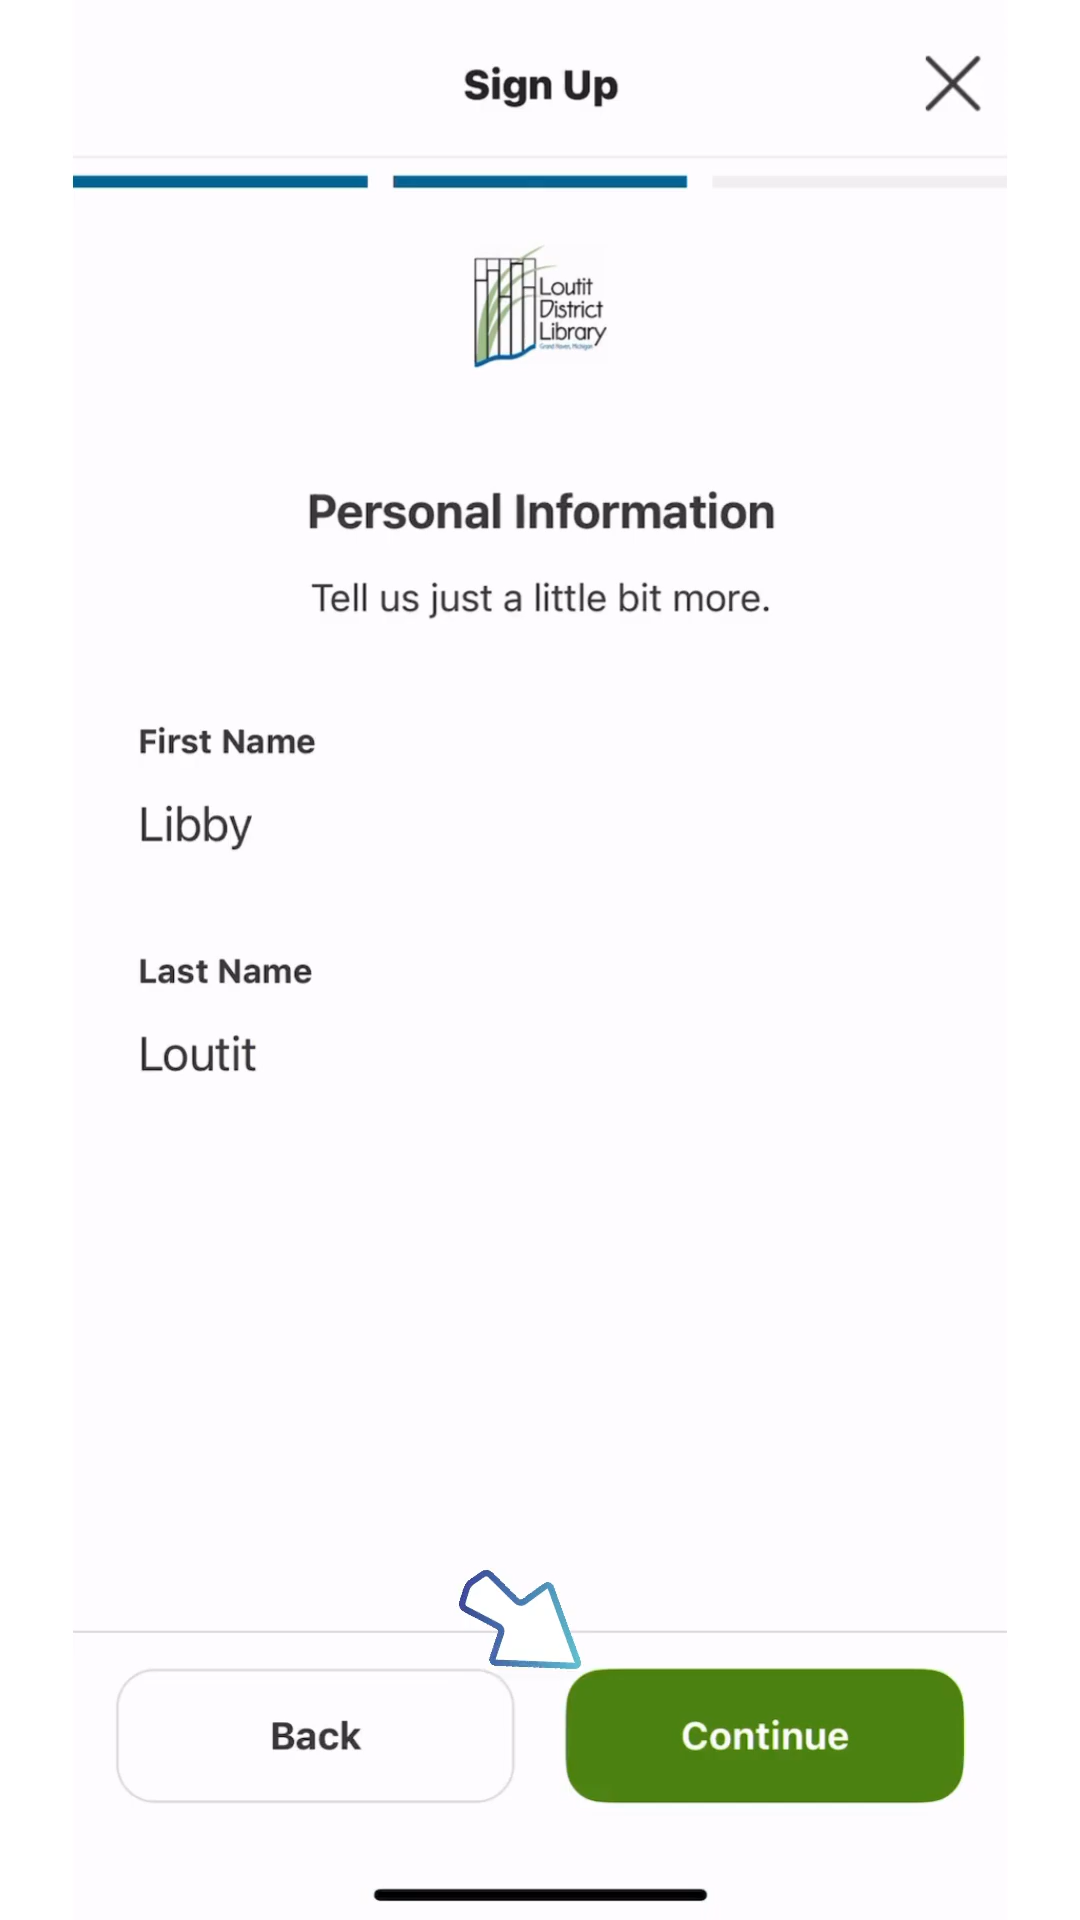 Sign Up
Loutit
District
Library
Grand Haven, Michigan
Personal Information
Tell us just a little bit more.
First Name
Libby
Last Name
Loutit
Back
Continue